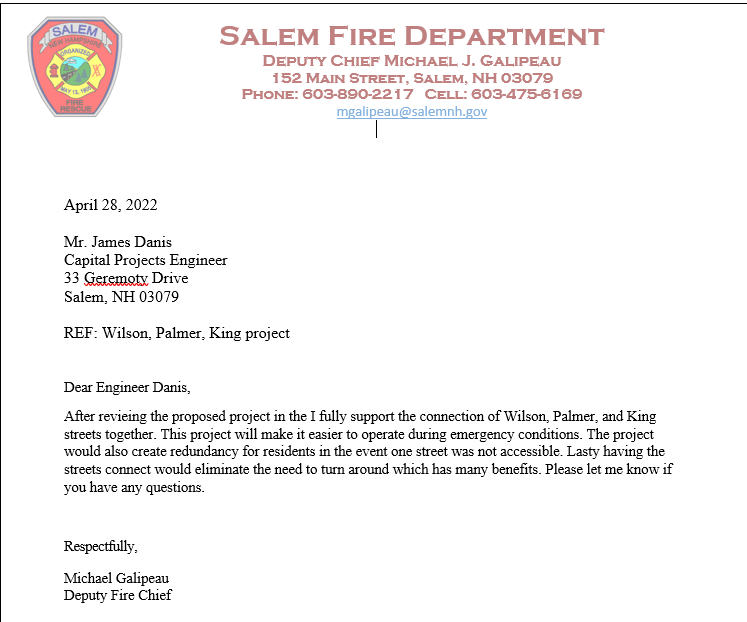 SALEM
NEW HAMPSHIRE
ORGANIZED
MAY 13, 1900
FIRE
RESCUE
SALEM FIRE DEPARTMENT
DEPUTY CHIEF MICHAEL J. GALIPEAU
152 MAIN STREET, SALEM, NH 03079
PHONE: 603-890-2217 CELL: 603-475-6169
mgalipeau@salemnh.gov
April 28, 2022
Mr. James Danis
Capital Projects Engineer
33 Geremoty Drive
Salem, NH 03079
REF: Wilson, Palmer, King project
Dear Engineer Danis,
After revieing the proposed project in the I fully support the connection of Wilson, Palmer, and King
streets together. This project will make it easier to operate during emergency conditions. The project
would also create redundancy for residents in the event one street was not accessible. Lasty having the
streets connect would eliminate the need to turn around which has many benefits. Please let me know if
you have any questions.
Respectfully,
Michael Galipeau
Deputy Fire Chief